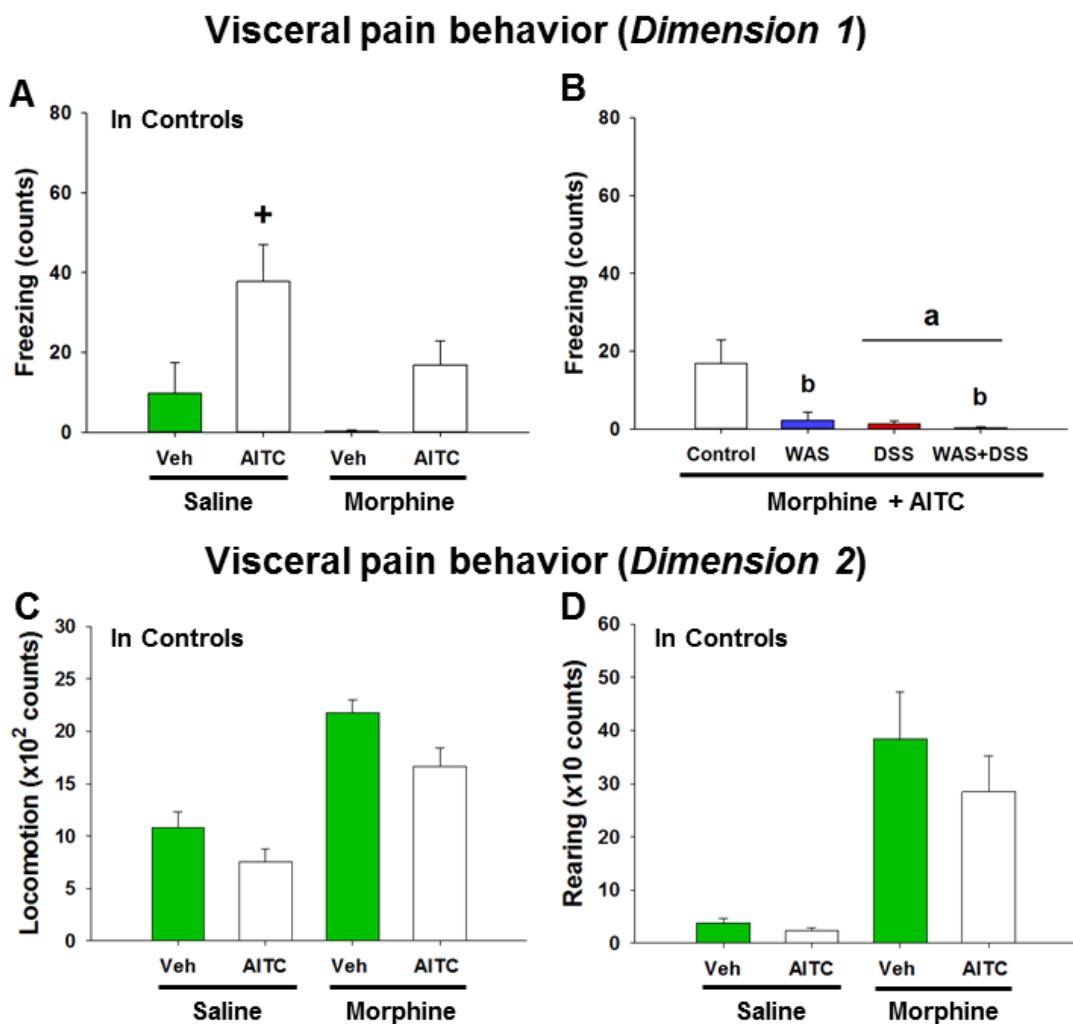 Visceral pain behavior (Dimension 1)
A
In Controls
Freezing (counts)
80
60
40
20
0
+
Veh AITC Veh AITC
Saline Morphine
B
Freezing (counts)
80
60
40
20
0
a
b b
Control WAS DSS WAS+DSS
Morphine + AITC
Visceral pain behavior (Dimension 2)
C
In Controls
Locomotion (x10² counts)
30
25
20
15
10
5
0
Veh AITC Veh AITC
Saline Morphine
D
In Controls
Rearing (x10 counts)
60
50
40
30
20
10
0
Veh AITC Veh AITC
Saline Morphine